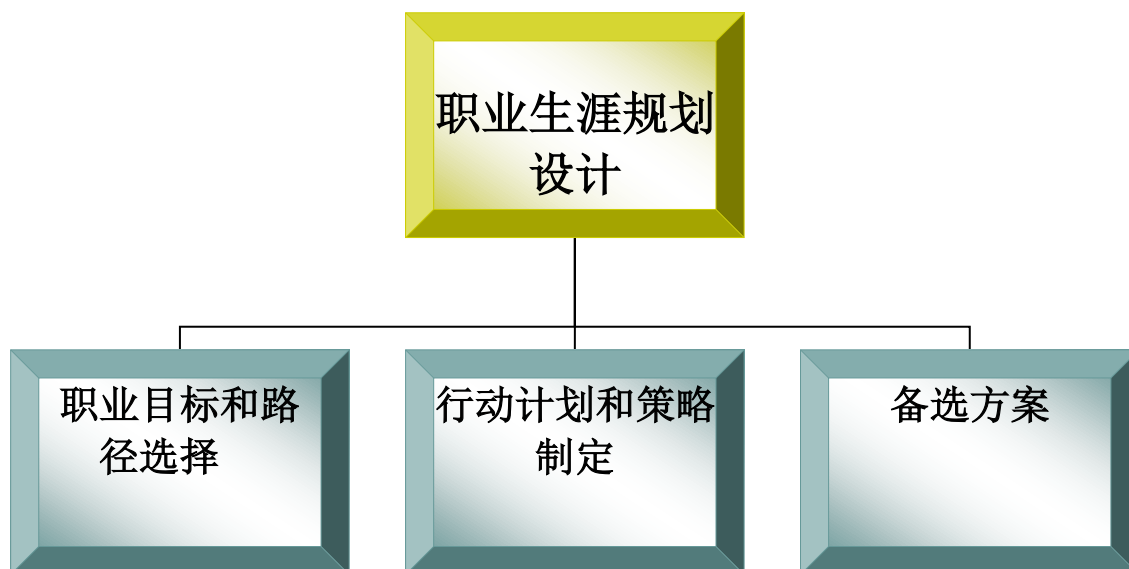 职业生涯规划
设计
职业目标和路
径选择
行动计划和策略
制定
备选方案